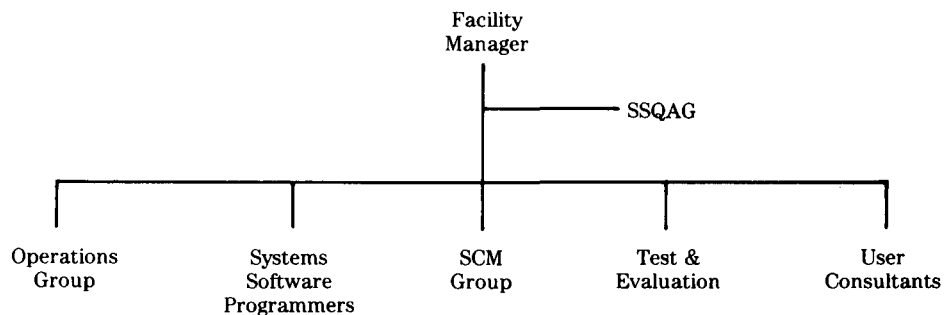 Facility
Manager
SSQAG
Operations
Group
Systems
Software
Programmers
SCM
Group
Test &
Evaluation
User
Consultants